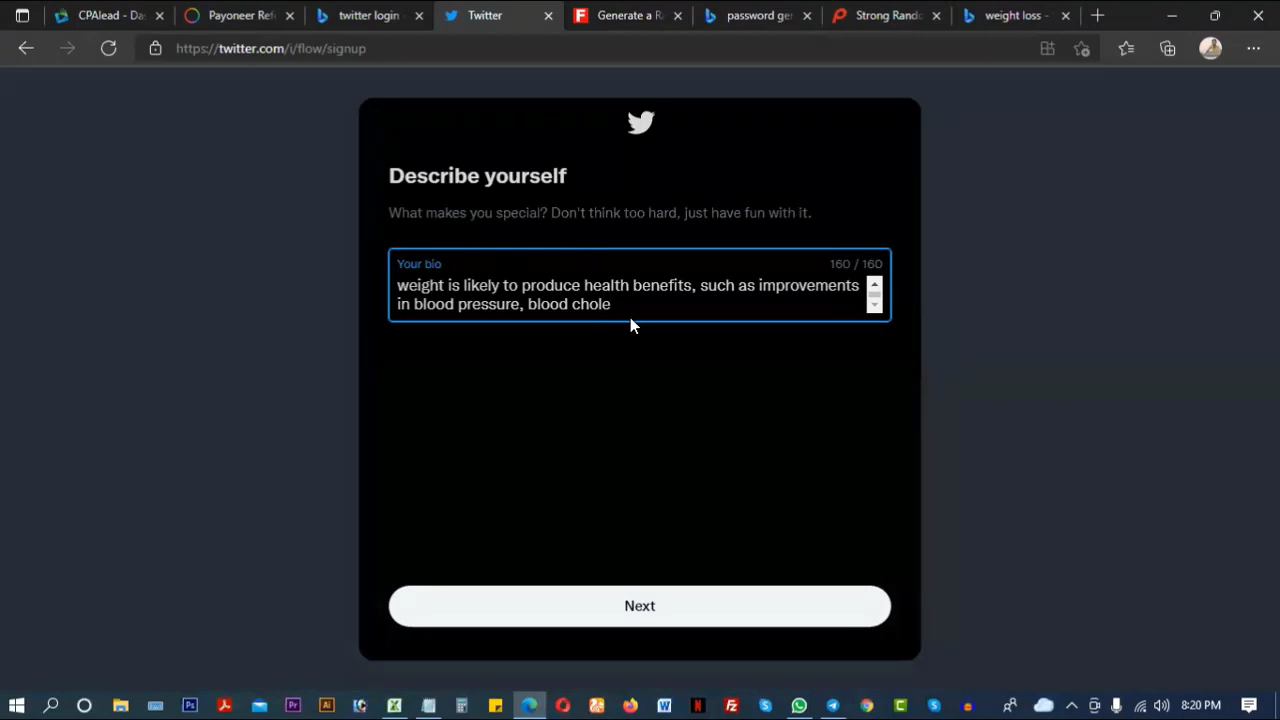 CPAlead - Da
Payoneer Ref
twitter login
Twitter
Generate a R
password ge
Strong Rando
weight loss -
https://twitter.com/i/flow/signup
Describe yourself
What makes you special? Don't think too hard, just have fun with it.
Your bio
160 / 160
weight is likely to produce health benefits, such as improvements
in blood pressure, blood chole
Next
8:20 PM